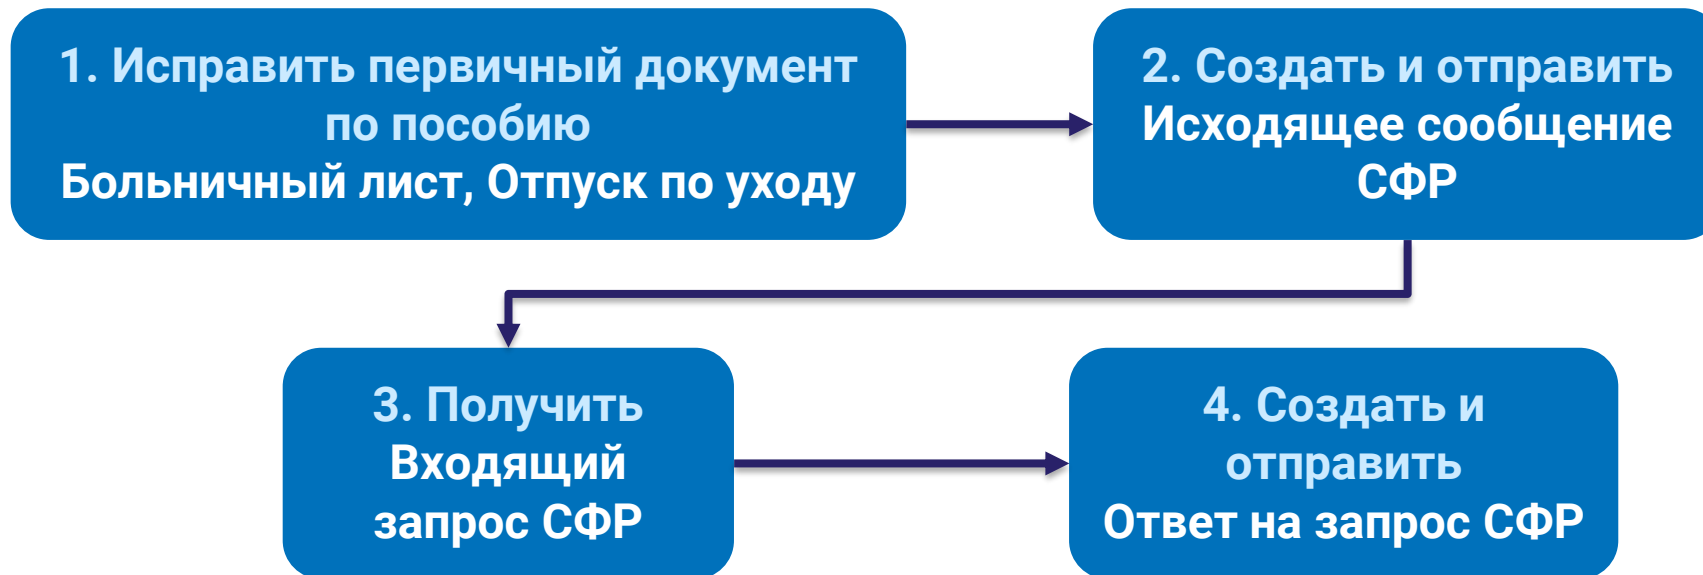 1. Исправить первичный документ
по пособию
Больничный лист, Отпуск по уходу
2. Создать и отправить
Исходящее сообщение
СФР
3. Получить
Входящий
запрос СФР
4. Создать и
отправить
Ответ на запрос СФР